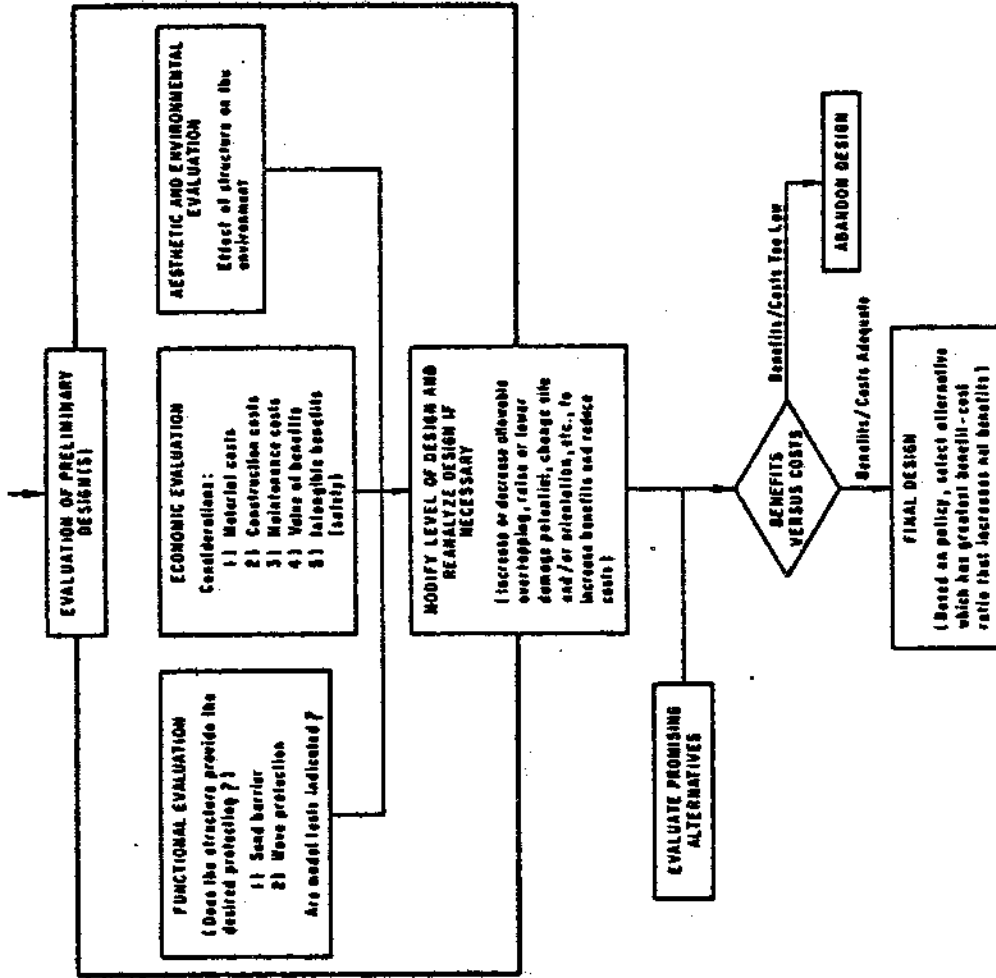 EVALUATION OF PRELIMINARY
DESIGN(S)
FUNCTIONAL EVALUATION
(Does the structure provide the
desired protecting?)
1) Sand barrier
2) Wave protection
Are model tests indicated?
ECONOMIC EVALUATION
Considerations:
1) Material costs
2) Construction costs
3) Maintenance costs
4) Value of benefits
5) Intangible benefits
(safety)
AESTHETIC AND ENVIRONMENTAL
EVALUATION
Effect of structure on the
environment
MODIFY LEVEL OF DESIGN AND
REANALYZE DESIGN IF
NECESSARY
(Increase or decrease allowable
overtopping, raise or lower
damage potential, change site
and/or orientation, etc., to
increase benefits and reduce
costs)
EVALUATE PROMISING
ALTERNATIVES
BENEFITS
VERSUS COSTS
Benefits/Costs Too Low
ABANDON DESIGN
Benefits/Costs Adequate
FINAL DESIGN
(Based on policy, select alternative
which has greatest benefit-cost
ratio that increases net benefits)